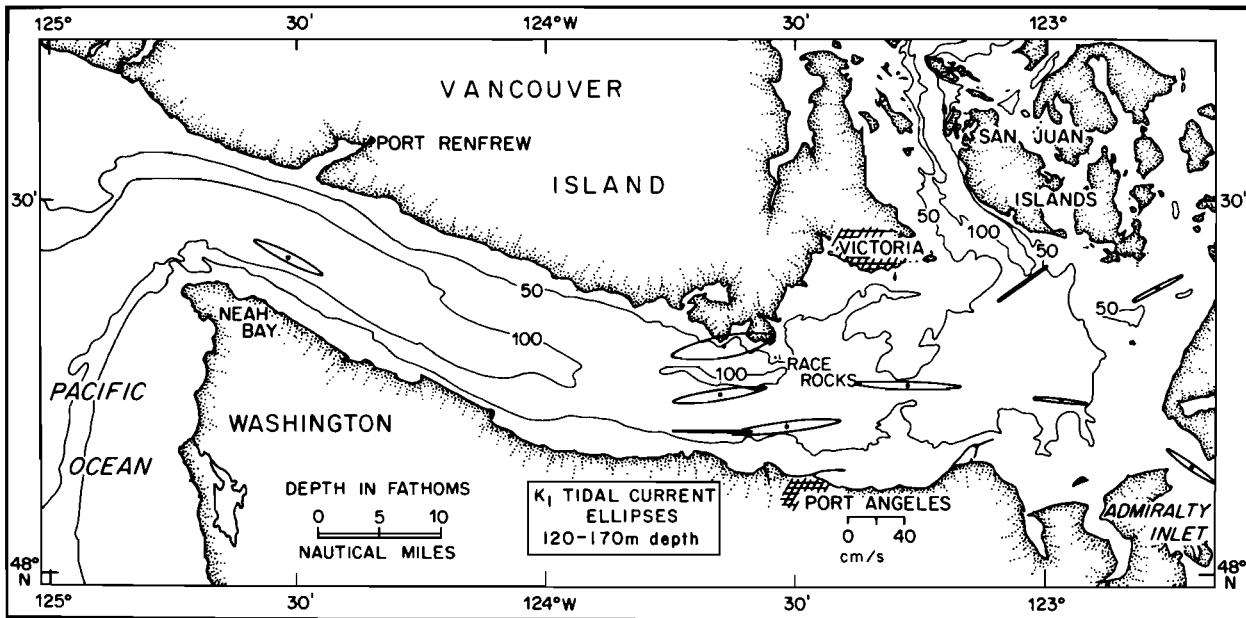 125° 30' 124°W 30' 123°
VANCOUVER
PORT RENFREW
ISLAND
SAN JUAN
ISLANDS
30' 30'
50
100
50
VICTORIA
50
50
NEAH
BAY
100
100
RACE
ROCKS
PACIFIC
OCEAN
WASHINGTON
DEPTH IN FATHOMS
0 5 10
NAUTICAL MILES
K₁ TIDAL CURRENT
ELLIPSES
120-170m depth
PORT ANGELES
0 40
cm/s
ADMIRALTY
INLET
48°
N
48°
N
125° 30' 124°W 30' 123°